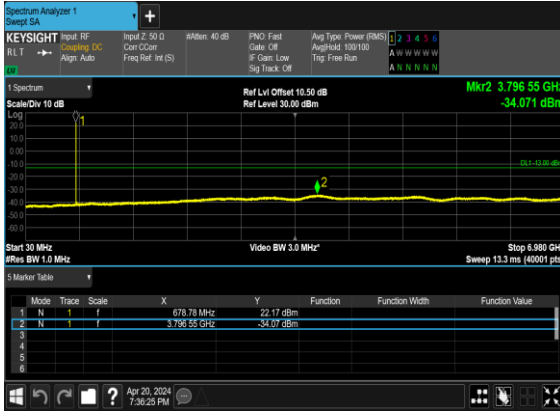 Spectrum Analyzer 1
Swept SA
+
KEYSIGHT
RLT
Input: RF
Coupling: DC
Align: Auto
Input Z: 50 Ω
Corr CCorr
Freq Ref: Int (S)
#Atten: 40 dB
PNO: Fast
Gate: Off
IF Gain: Low
Sig Track: Off
Avg Type: Power (RMS)
Avg|Hold: 100/100
Trig: Free Run
1 2 3 4 5 6
A W W W W W
A N N N N N
1 Spectrum
Scale/Div 10 dB
Ref Lvl Offset 10.50 dB
Ref Level 30.00 dBm
Mkr2 3.796 55 GHz
-34.071 dBm
Log
20.0
10.0
0.00
-10.0
-20.0
-30.0
-40.0
-50.0
-60.0
1
DL1 -13.00 dBm
2
Start 30 MHz
#Res BW 1.0 MHz
Video BW 3.0 MHz*
Stop 6.980 GH
Sweep 13.3 ms (40001 pts
5 Marker Table
Mode Trace Scale X Y Function Function Width Function Value
1 N 1 f 678.78 MHz 22.17 dBm
2 N 1 f 3.796 55 GHz -34.07 dBm
3
4
5
6
?
Apr 20, 2024
7:36:25 PM